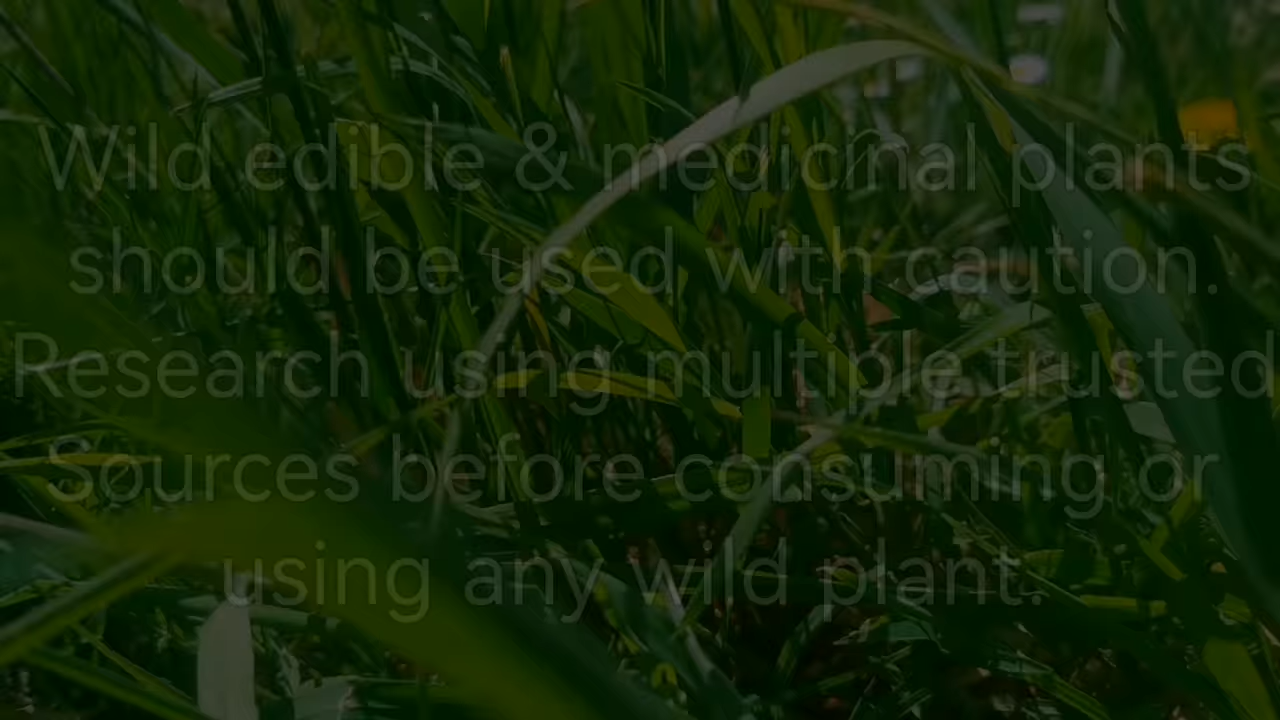 Wild edible & medicinal plants
should be used with caution.
Research using multiple trusted
Sources before consuming or
using any wild plant.